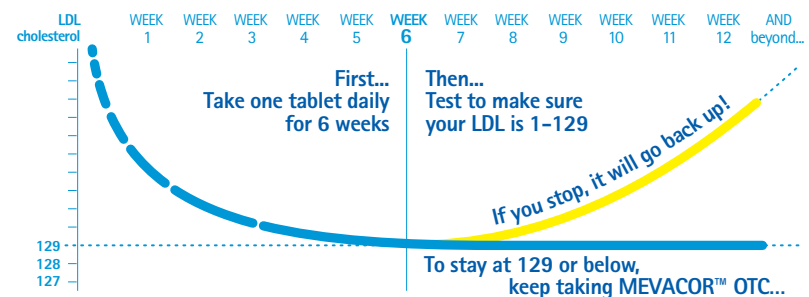 LDL
cholesterol
WEEK 1
WEEK 2
WEEK 3
WEEK 4
WEEK 5
WEEK 6
WEEK 7
WEEK 8
WEEK 9
WEEK 10
WEEK 11
WEEK 12
AND
beyond...
First...
Take one tablet daily
for 6 weeks
Then...
Test to make sure
your LDL is 1-129
If you stop, it will go back up!
129
128
127
To stay at 129 or below,
keep taking MEVACOR™ OTC...